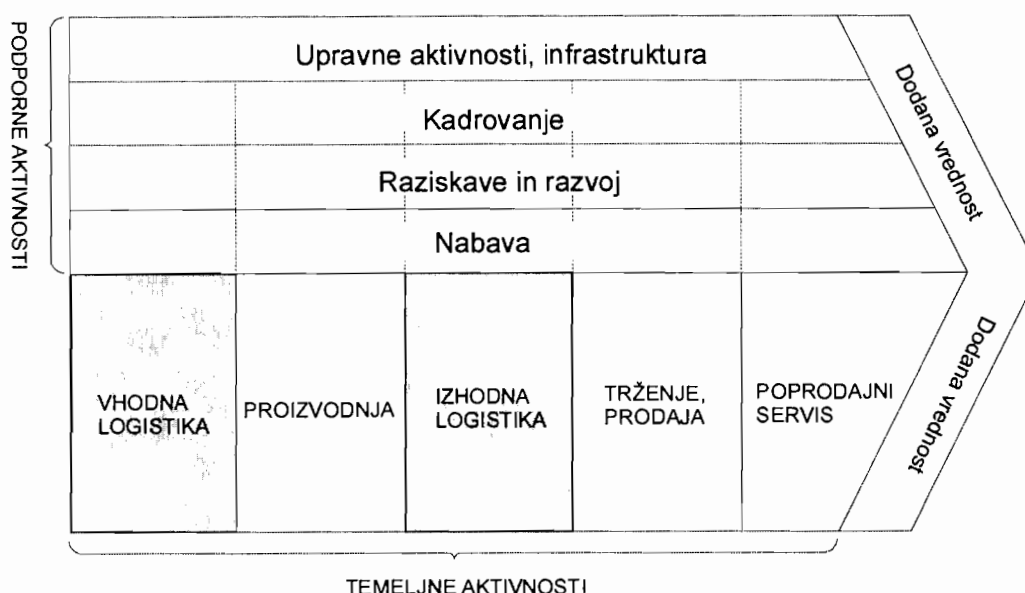 PODPORNE AKTIVNOSTI
Upravne aktivnosti, infrastruktura
Kadrovanje
Raziskave in razvoj
Nabava
Dodana vrednost
VHODNA
LOGISTIKA
PROIZVODNJA
IZHODNA
LOGISTIKA
TRŽENJE,
PRODAJA
POPRODAJNI
SERVIS
Dodana vrednost
TEMELJNE AKTIVNOSTI